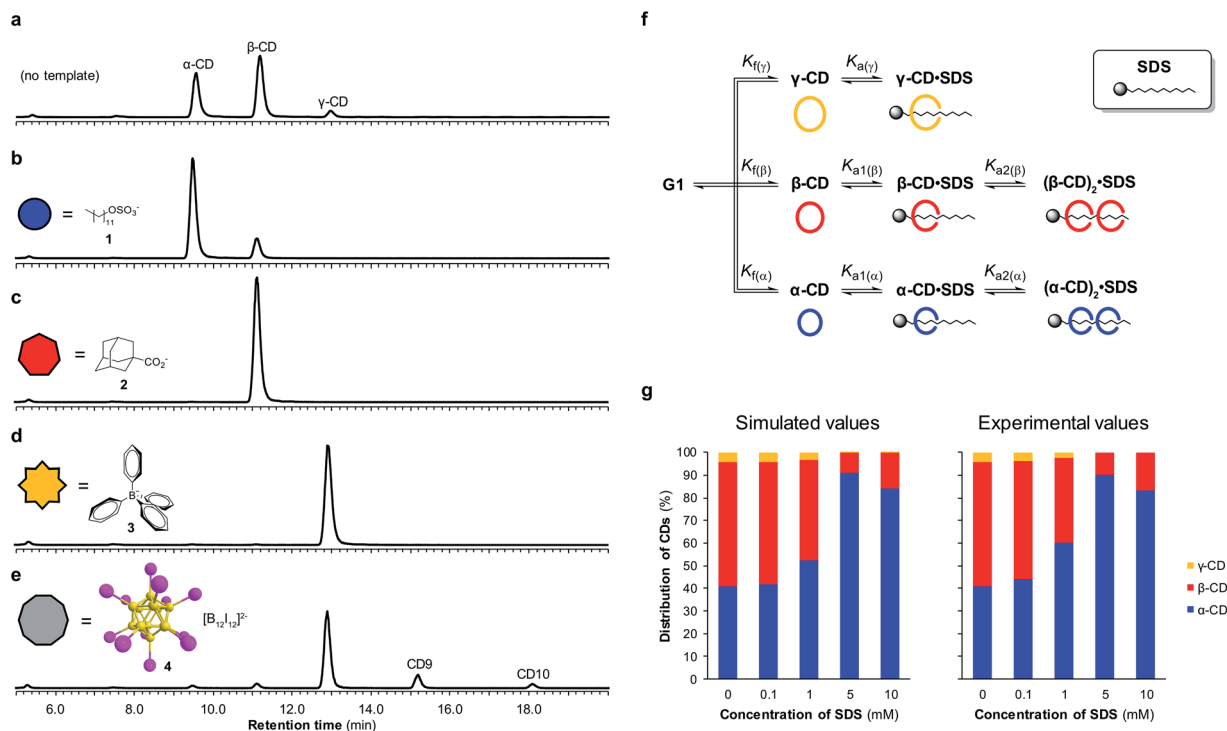 a
(no template)
α-CD
β-CD
γ-CD
b
=
11
OSO3-
1
c
=
CO2-
2
d
=
B-
3
e
=
[B12I12]2-
4
CD9
CD10
6.0 8.0 10.0 12.0 14.0 16.0 18.0
Retention time (min)
f
SDS
Kf(γ) γ-CD Ka(γ) γ-CD•SDS
G1 Kf(β) β-CD Ka1(β) β-CD•SDS Ka2(β) (β-CD)2•SDS
Kf(α) α-CD Ka1(α) α-CD•SDS Ka2(α) (α-CD)2•SDS
g
Simulated values
Experimental values
Distribution of CDs (%)
100
90
80
70
60
50
40
30
20
10
0
0 0.1 1 5 10
Concentration of SDS (mM)
0 0.1 1 5 10
Concentration of SDS (mM)
γ-CD
β-CD
α-CD